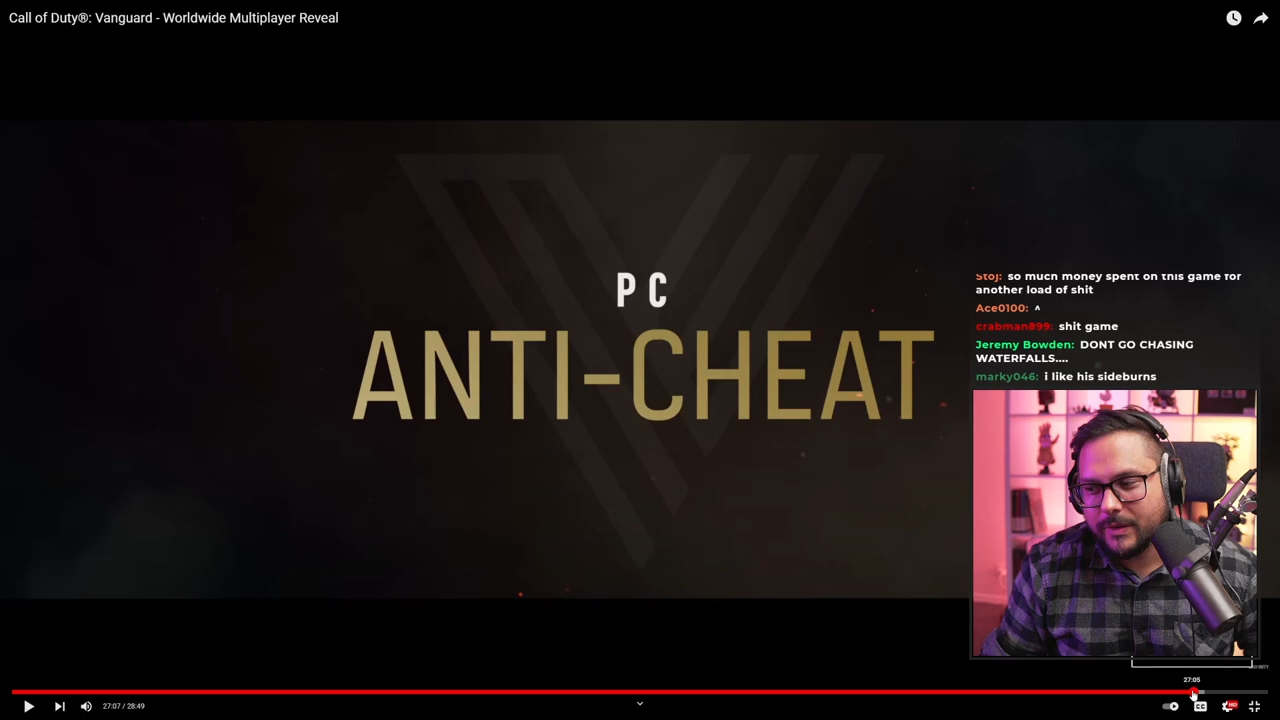 Call of Duty®: Vanguard - Worldwide Multiplayer Reveal
PC
ANTI-CHEAT
Stoj: so much money spent on this game for
another load of shit
Ace0100: ^
crabman899: shit game
Jeremy Bowden: DONT GO CHASING
WATERFALLS....
marky046: i like his sideburns
27:05
27:07 / 28:49
CC
HD